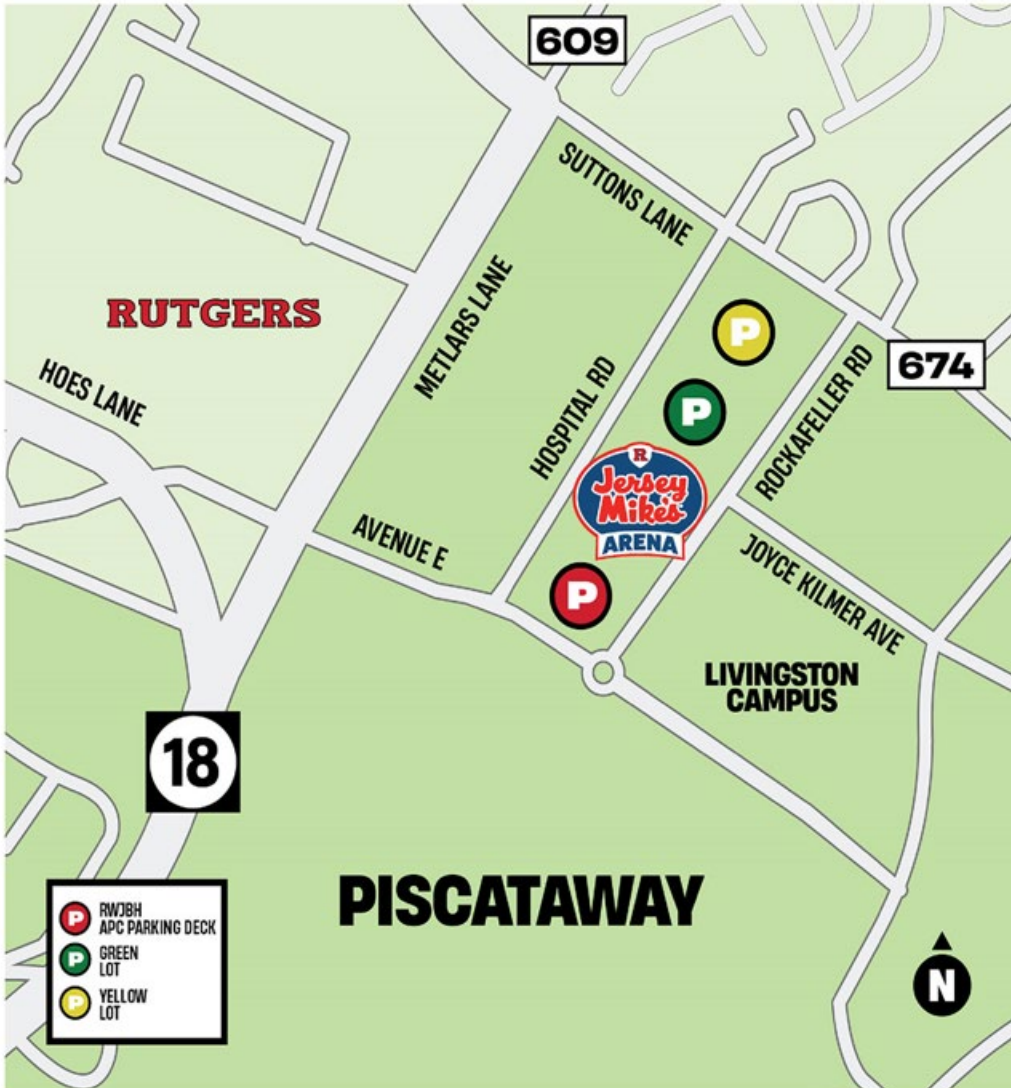 609
SUTTONS LANE
METLARS LANE
RUTGERS
P
674
HOES LANE
P
HOSPITAL RD
ROCKAFELLER RD
R
Jersey
Mike's
ARENA
AVENUE E
JOYCE KILMER AVE
P
LIVINGSTON
CAMPUS
18
PISCATAWAY
P RWJBH
APC PARKING DECK
P GREEN
LOT
P YELLOW
LOT
N